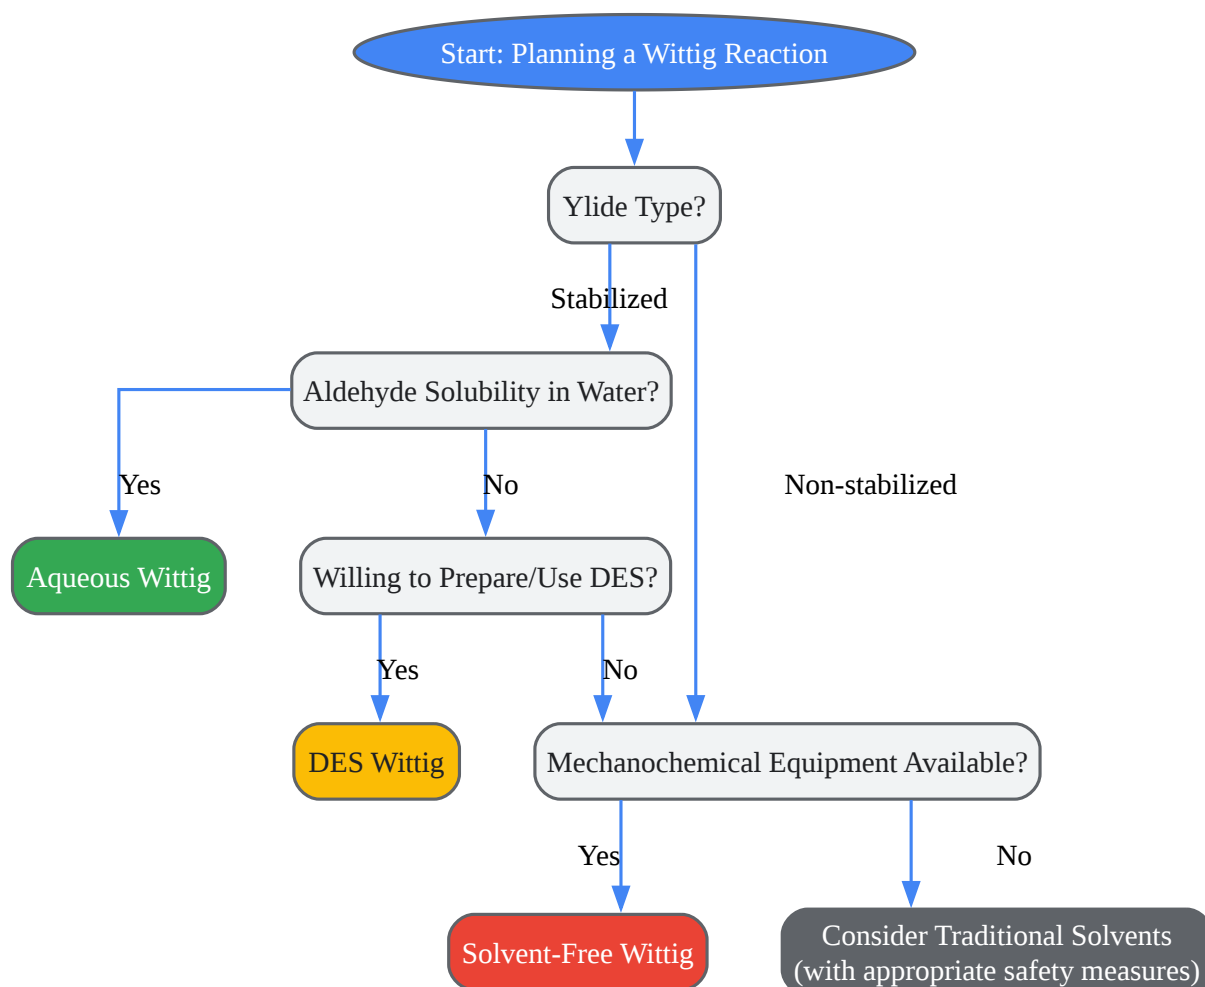 Start: Planning a Wittig Reaction
Ylide Type?
Stabilized
Aldehyde Solubility in Water?
Yes
No
Non-stabilized
Aqueous Wittig
Willing to Prepare/Use DES?
Yes
No
DES Wittig
Mechanochemical Equipment Available?
Yes
No
Solvent-Free Wittig
Consider Traditional Solvents
(with appropriate safety measures)